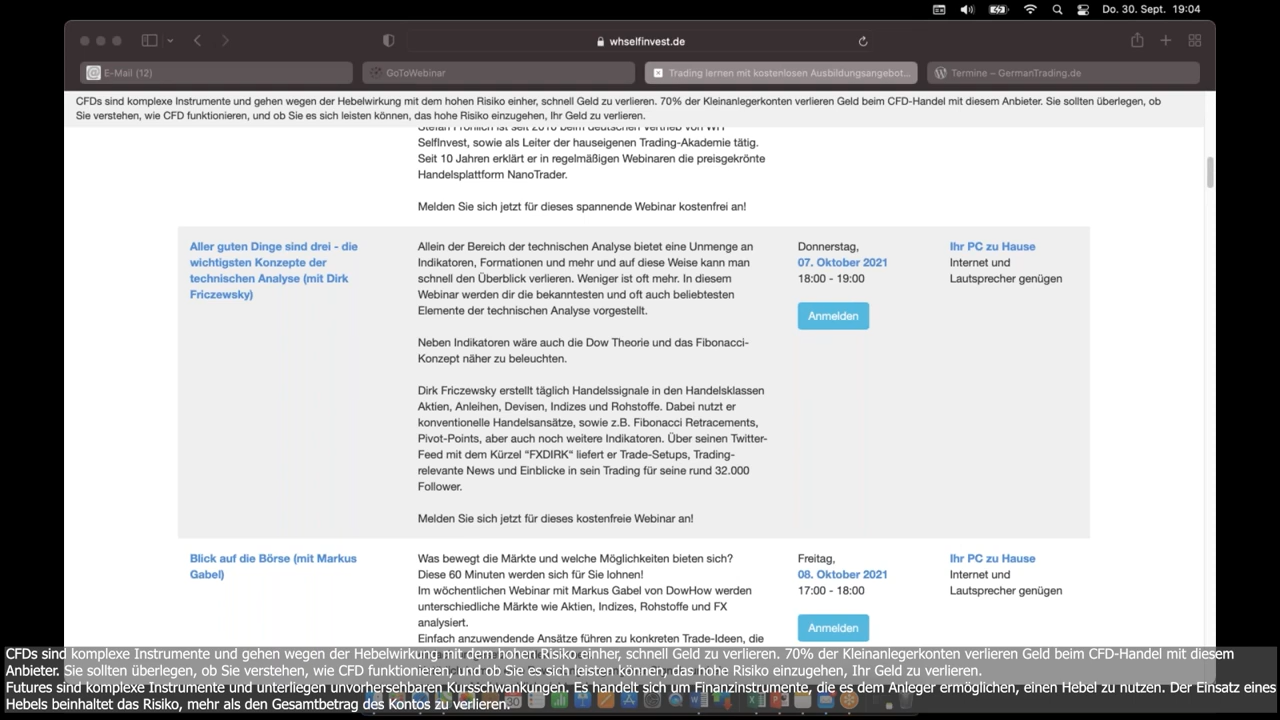 Do. 30. Sept. 19:04
whselfinvest.de
E-Mail (12)
GoToWebinar
Trading lernen mit kostenlosen Ausbildungsangebot...
Termine – GermanTrading.de
CFDs sind komplexe Instrumente und gehen wegen der Hebelwirkung mit dem hohen Risiko einher, schnell Geld zu verlieren. 70% der Kleinanlegerkonten verlieren Geld beim CFD-Handel mit diesem Anbieter. Sie sollten überlegen, ob
Sie verstehen, wie CFD funktionieren, und ob Sie es sich leisten können, das hohe Risiko einzugehen, Ihr Geld zu verlieren.
Stefan Fröhlich ist seit 2010 beim deutschen Vertrieb von WH
SelfInvest, sowie als Leiter der hauseigenen Trading-Akademie tätig.
Seit 10 Jahren erklärt er in regelmäßigen Webinaren die preisgekrönte
Handelsplattform NanoTrader.
Melden Sie sich jetzt für dieses spannende Webinar kostenfrei an!
Aller guten Dinge sind drei - die
wichtigsten Konzepte der
technischen Analyse (mit Dirk
Friczewsky)
Allein der Bereich der technischen Analyse bietet eine Unmenge an
Indikatoren, Formationen und mehr und auf diese Weise kann man
schnell den Überblick verlieren. Weniger ist oft mehr. In diesem
Webinar werden dir die bekanntesten und oft auch beliebtesten
Elemente der technischen Analyse vorgestellt.
Neben Indikatoren wäre auch die Dow Theorie und das Fibonacci-
Konzept näher zu beleuchten.
Dirk Friczewsky erstellt täglich Handelssignale in den Handelsklassen
Aktien, Anleihen, Devisen, Indizes und Rohstoffe. Dabei nutzt er
konventionelle Handelsansätze, sowie z.B. Fibonacci Retracements,
Pivot-Points, aber auch noch weitere Indikatoren. Über seinen Twitter-
Feed mit dem Kürzel "FXDIRK" liefert er Trade-Setups, Trading-
relevante News und Einblicke in sein Trading für seine rund 32.000
Follower.
Melden Sie sich jetzt für dieses kostenfreie Webinar an!
Donnerstag,
07. Oktober 2021
18:00 - 19:00
Anmelden
Ihr PC zu Hause
Internet und
Lautsprecher genügen
Blick auf die Börse (mit Markus
Gabel)
Was bewegt die Märkte und welche Möglichkeiten bieten sich?
Diese 60 Minuten werden sich für Sie lohnen!
Im wöchentlichen Webinar mit Markus Gabel von DowHow werden
unterschiedliche Märkte wie Aktien, Indizes, Rohstoffe und FX
analysiert.
Einfach anzuwendende Ansätze führen zu konkreten Trade-Ideen, die
Freitag,
08. Oktober 2021
17:00 - 18:00
Anmelden
Ihr PC zu Hause
Internet und
Lautsprecher genügen
CFDs sind komplexe Instrumente und gehen wegen der Hebelwirkung mit dem hohen Risiko einher, schnell Geld zu verlieren. 70% der Kleinanlegerkonten verlieren Geld beim CFD-Handel mit diesem
Anbieter. Sie sollten überlegen, ob Sie verstehen, wie CFD funktionieren, und ob Sie es sich leisten können, das hohe Risiko einzugehen, Ihr Geld zu verlieren.
Futures sind komplexe Instrumente und unterliegen unvorhersehbaren Kursschwankungen. Es handelt sich um Finanzinstrumente, die es dem Anleger ermöglichen, einen Hebel zu nutzen. Der Einsatz eines
Hebels beinhaltet das Risiko, mehr als den Gesamtbetrag des Kontos zu verlieren.